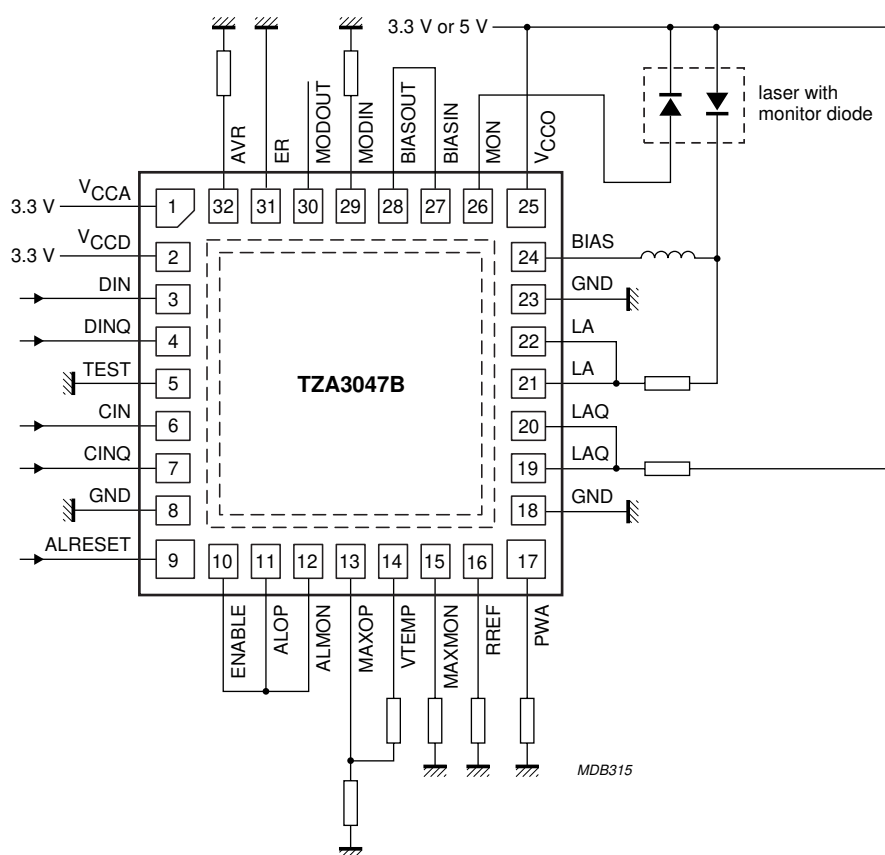 3.3 V or 5 V
laser with
monitor diode
AVR
ER
MODOUT
MODIN
BIASOUT
BIASIN
MON
VCCO
VCCA
3.3 V
1
32
31
30
29
28
27
26
25
VCCD
3.3 V
2
24
BIAS
DIN
3
23
GND
DINQ
4
22
LA
TEST
5
TZA3047B
21
LA
CIN
6
20
LAQ
CINQ
7
19
LAQ
GND
8
18
GND
ALRESET
9
10
11
12
13
14
15
16
17
ENABLE
ALOP
ALMON
MAXOP
VTEMP
MAXMON
RREF
PWA
MDB315